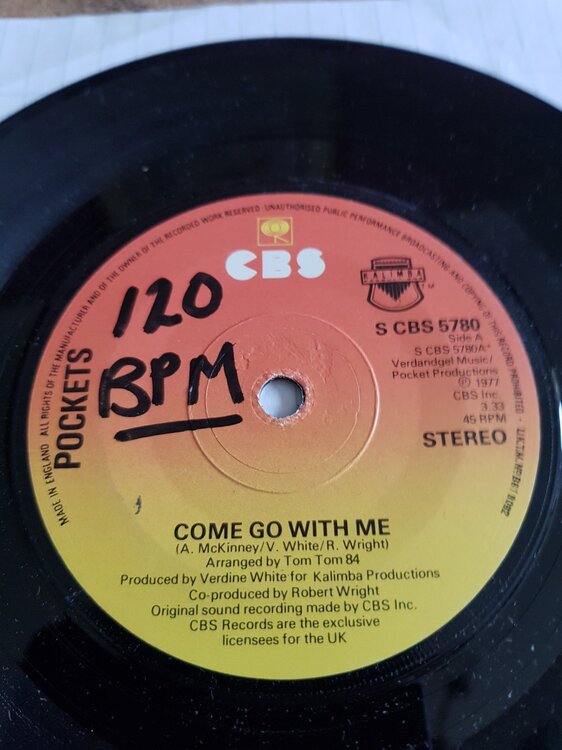 MADE IN ENGLAND ALL RIGHTS OF THE MANUFACTURER AND OF THE OWNER OF THE RECORDED WORK RESERVED · UNAUTHORISED PUBLIC PERFORMANCE BROADCASTING AND COPYING OF THIS RECORD PROHIBITED ·
CBS
KALIMBA
TM
120
BPM
POCKETS
S CBS 5780
Side A
S CBS 5780A*
Verdandgel Music/
Pocket Productions
℗ 1977
CBS Inc.
3.33
45 RPM
STEREO
COME GO WITH ME
(A. McKinney/V. White/R. Wright)
Arranged by Tom Tom 84
Produced by Verdine White for Kalimba Productions
Co-produced by Robert Wright
Original sound recording made by CBS Inc.
CBS Records are the exclusive
licensees for the UK